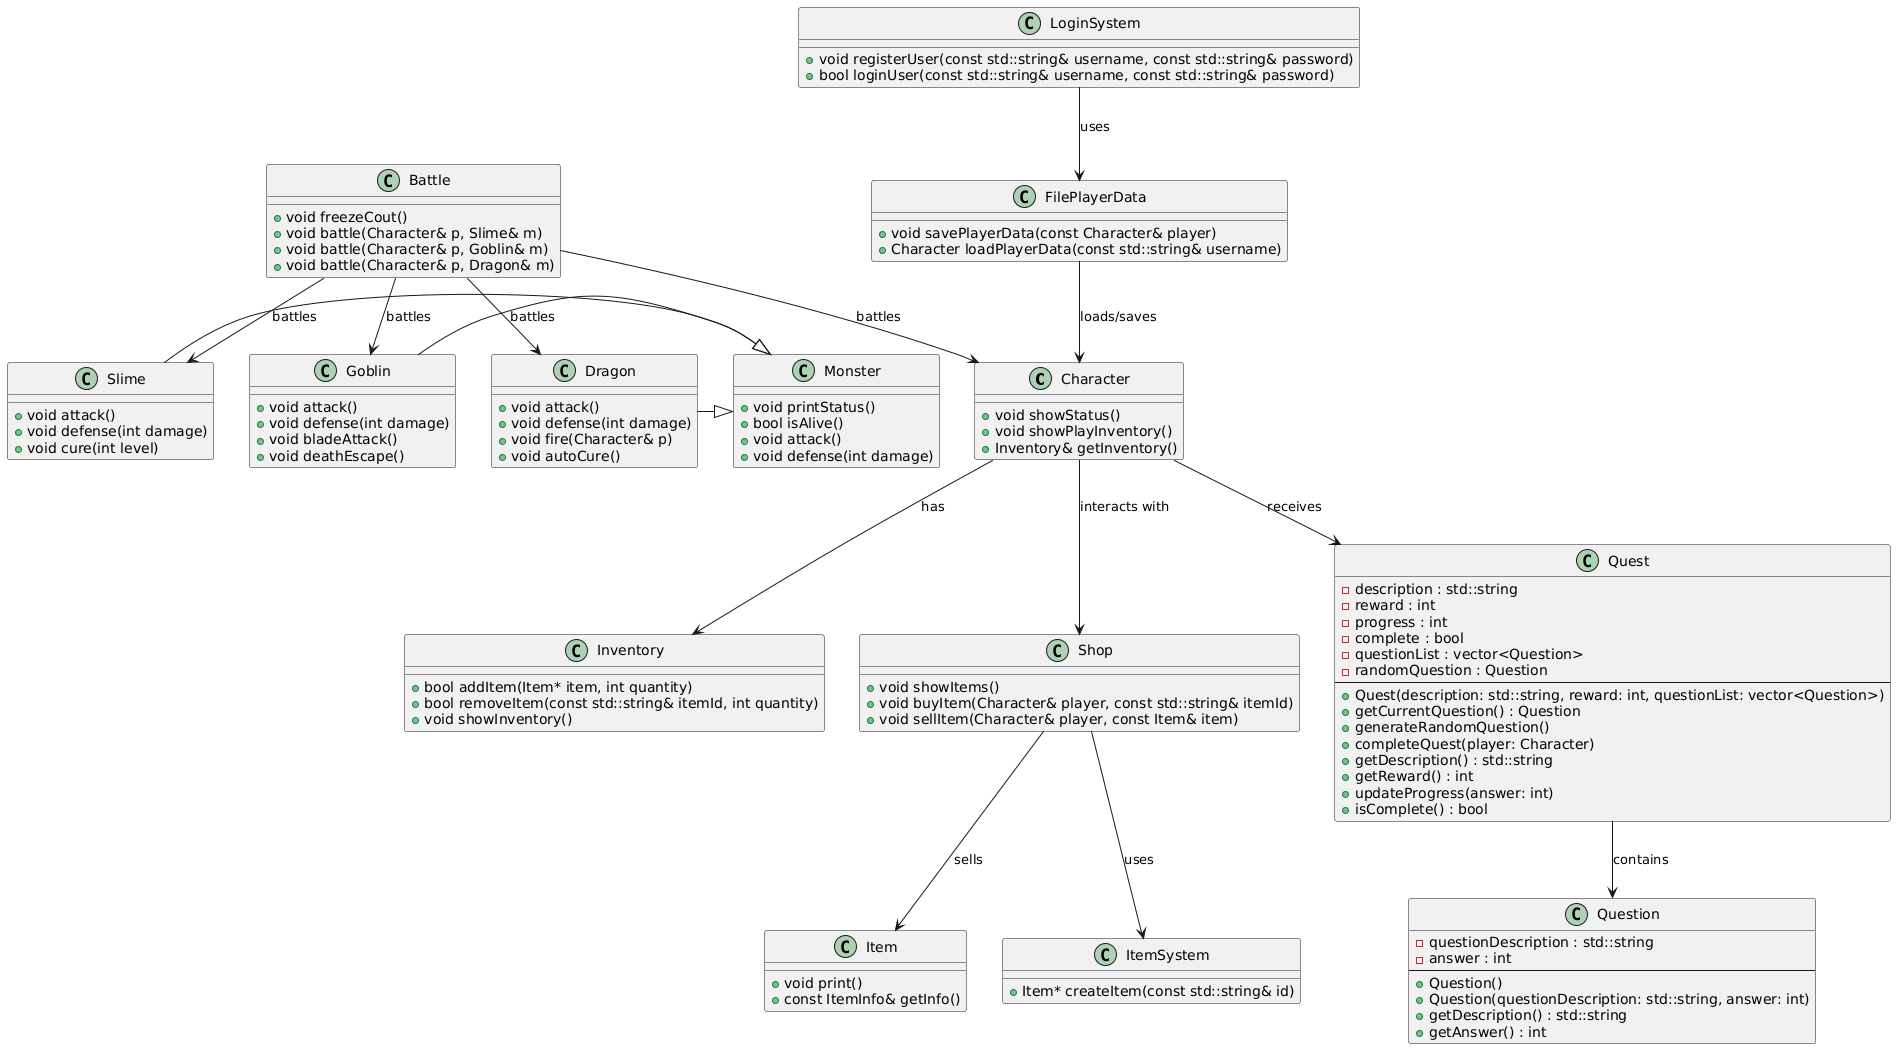 LoginSystem
void registerUser(const std::string& username, const std::string& password)
bool loginUser(const std::string& username, const std::string& password)
uses
Battle
void freezeCout()
void battle(Character& p, Slime& m)
void battle(Character& p, Goblin& m)
void battle(Character& p, Dragon& m)
FilePlayerData
void savePlayerData(const Character& player)
Character loadPlayerData(const std::string& username)
battles
battles
battles
battles
loads/saves
Slime
void attack()
void defense(int damage)
void cure(int level)
Goblin
void attack()
void defense(int damage)
void bladeAttack()
void deathEscape()
Dragon
void attack()
void defense(int damage)
void fire(Character& p)
void autoCure()
Monster
void printStatus()
bool isAlive()
void attack()
void defense(int damage)
Character
void showStatus()
void showPlayInventory()
Inventory& getInventory()
has
interacts with
receives
Inventory
bool addItem(Item* item, int quantity)
bool removeItem(const std::string& itemId, int quantity)
void showInventory()
Shop
void showItems()
void buyItem(Character& player, const std::string& itemId)
void sellItem(Character& player, const Item& item)
Quest
description : std::string
reward : int
progress : int
complete : bool
questionList : vector<Question>
randomQuestion : Question
Quest(description: std::string, reward: int, questionList: vector<Question>)
getCurrentQuestion() : Question
generateRandomQuestion()
completeQuest(player: Character)
getDescription() : std::string
getReward() : int
updateProgress(answer: int)
isComplete() : bool
sells
uses
contains
Item
void print()
const ItemInfo& getInfo()
ItemSystem
Item* createItem(const std::string& id)
Question
questionDescription : std::string
answer : int
Question()
Question(questionDescription: std::string, answer: int)
getDescription() : std::string
getAnswer() : int